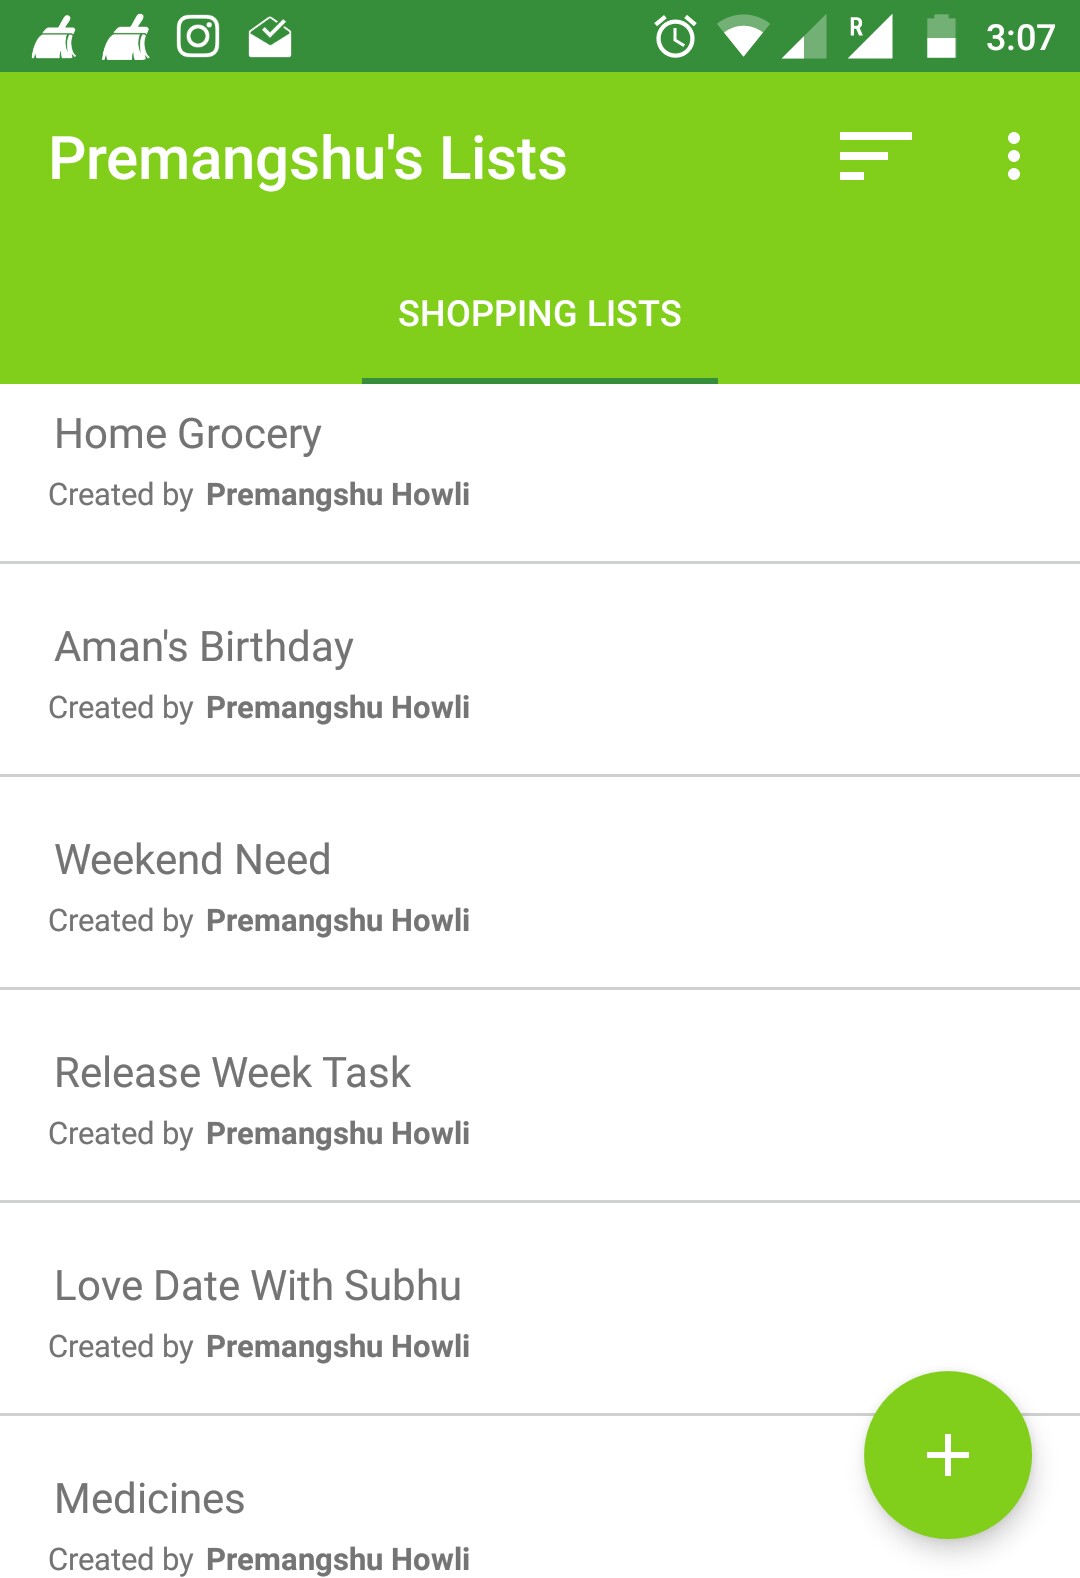 R 3:07
Premangshu's Lists
SHOPPING LISTS
Home Grocery
Created by Premangshu Howli
Aman's Birthday
Created by Premangshu Howli
Weekend Need
Created by Premangshu Howli
Release Week Task
Created by Premangshu Howli
Love Date With Subhu
Created by Premangshu Howli
Medicines
Created by Premangshu Howli